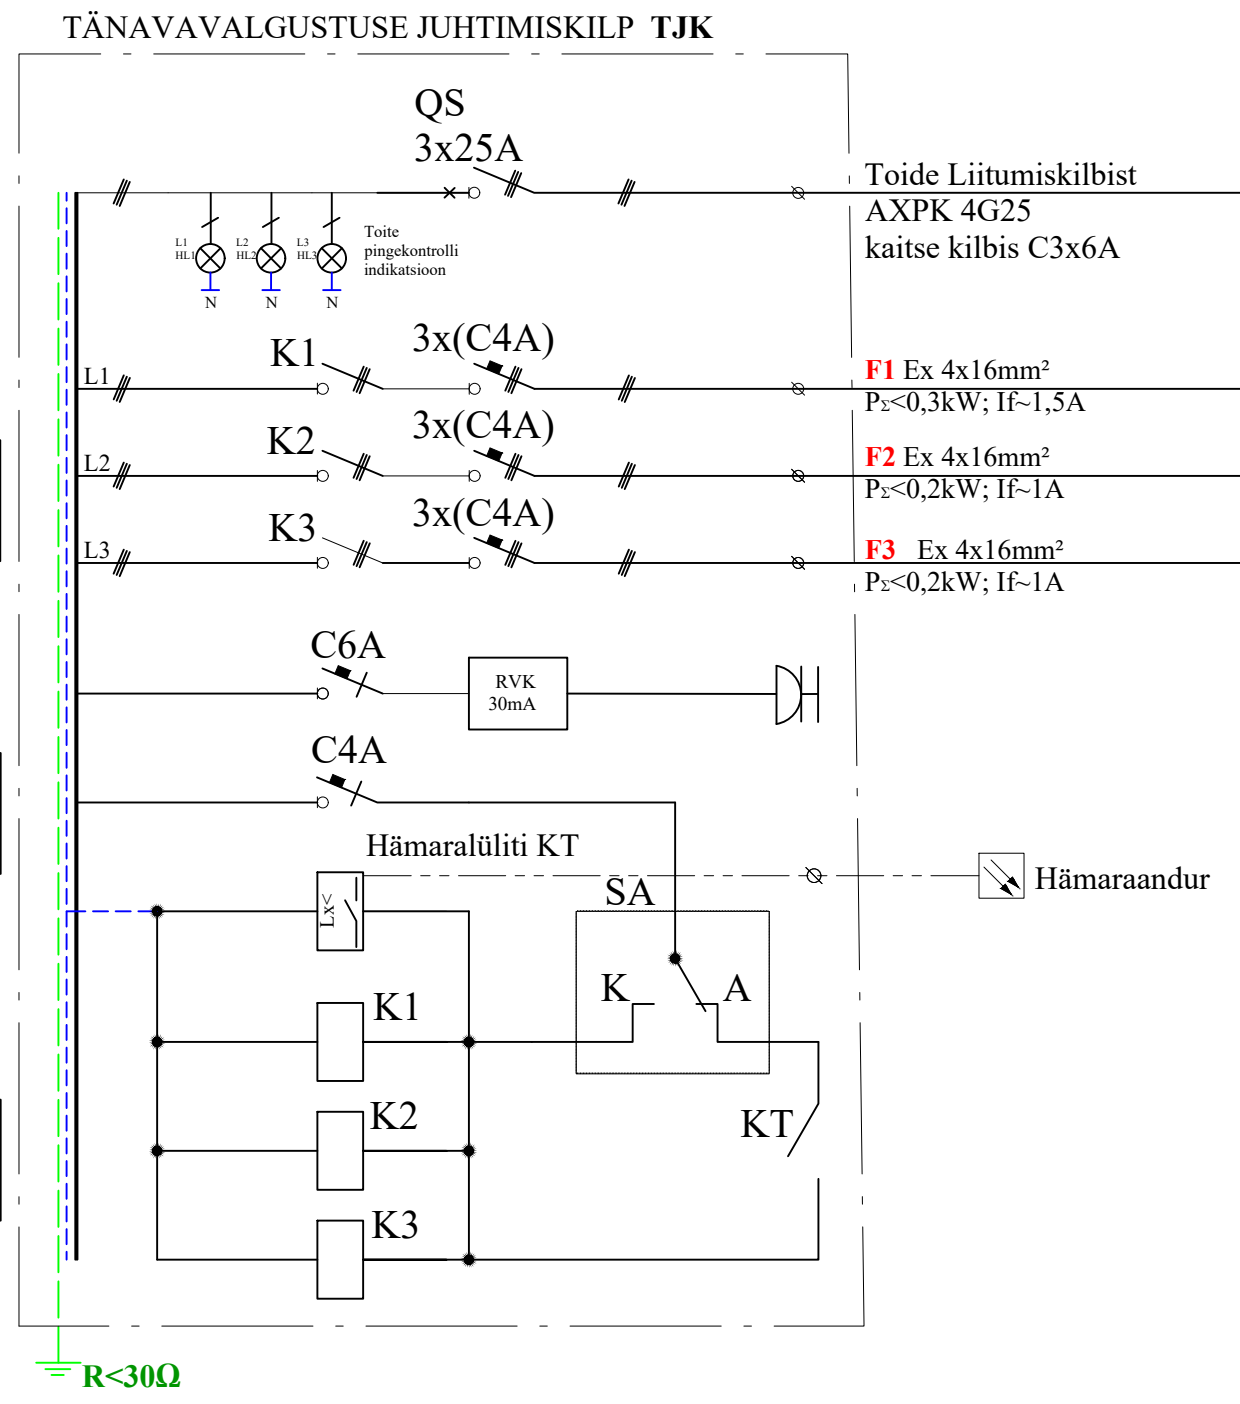 TÄNAVAVALGUSTUSE JUHTIMISKILP TJK
QS
3x25A
Toide Liitumiskilbist
AXPK 4G25
kaitse kilbis C3x6A
L1
HL1
L2
HL2
L3
HL3
Toite
pingekontrolli
indikatsioon
N
N
N
L1
K1
3x(C4A)
F1 Ex 4x16mm²
PΣ<0,3kW; If~1,5A
L2
K2
3x(C4A)
F2 Ex 4x16mm²
PΣ<0,2kW; If~1A
L3
K3
3x(C4A)
F3 Ex 4x16mm²
PΣ<0,2kW; If~1A
C6A
RVK
30mA
C4A
Hämaralüliti KT
Hämaraandur
Lx<
SA
K
A
K1
K2
KT
K3
R<30Ω